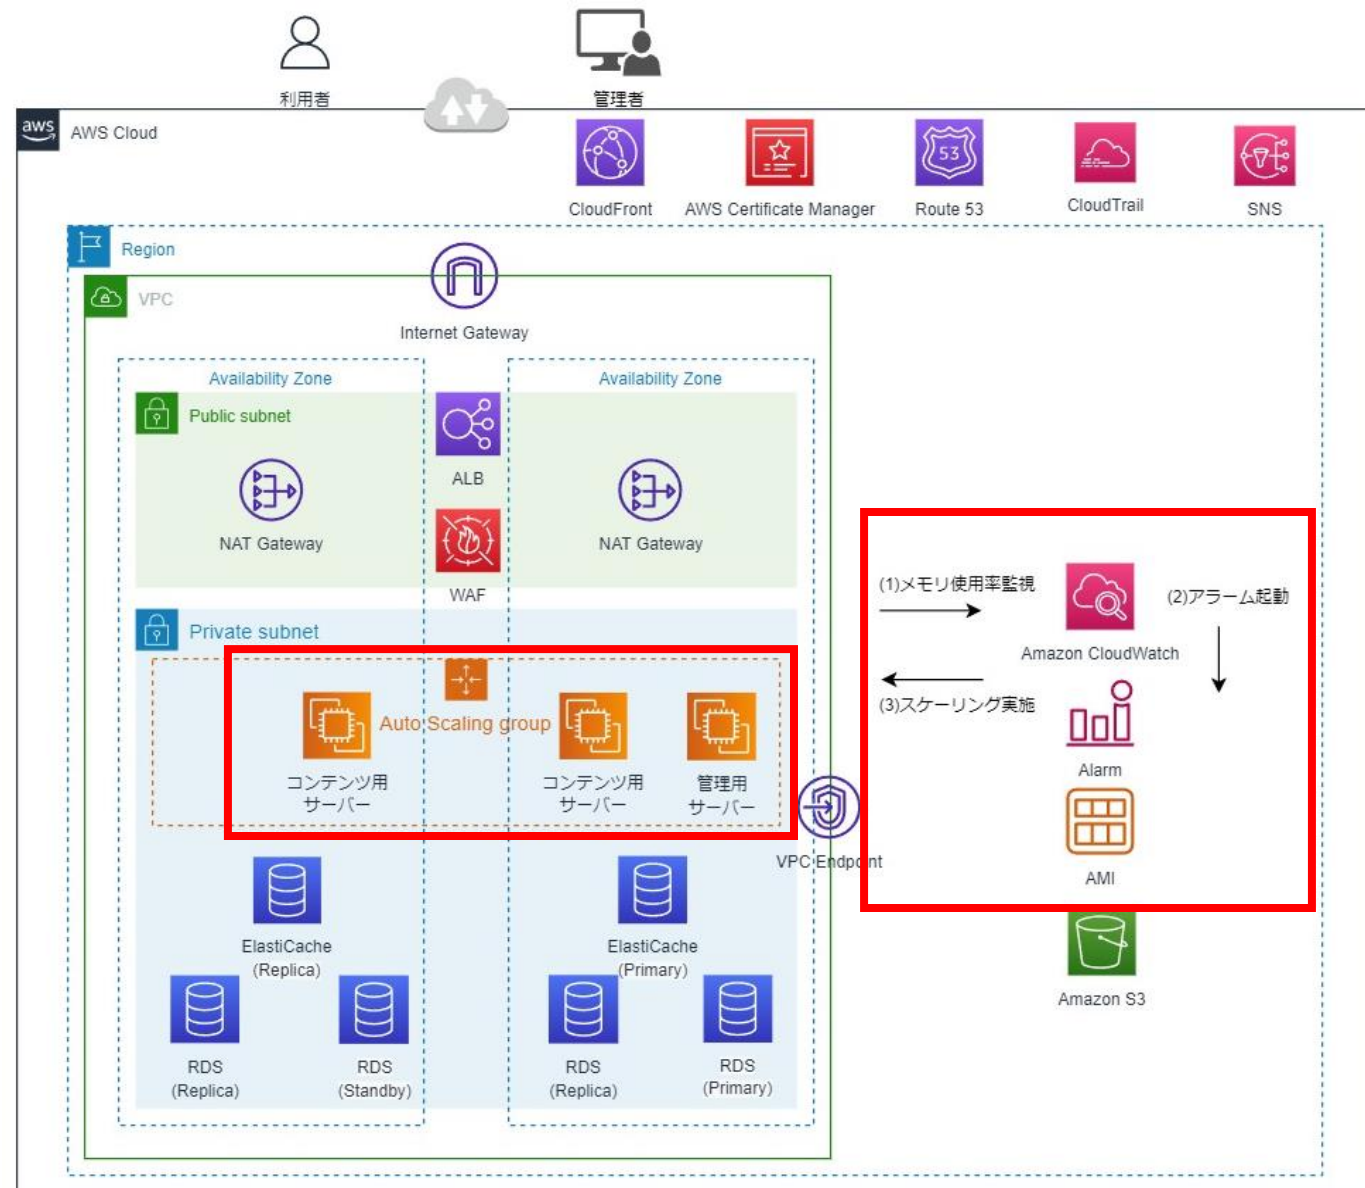 利用者
管理者
aws
AWS Cloud
53
CloudFront
AWS Certificate Manager
Route 53
CloudTrail
SNS
Region
VPC
Internet Gateway
Availability Zone
Availability Zone
Public subnet
ALB
NAT Gateway
NAT Gateway
WAF
Private subnet
Auto Scaling group
コンテンツ用
サーバー
コンテンツ用
サーバー
管理用
サーバー
VPC Endpoint
ElastiCache
(Replica)
ElastiCache
(Primary)
RDS
(Replica)
RDS
(Standby)
RDS
(Replica)
RDS
(Primary)
(1)メモリ使用率監視
(2)アラーム起動
Amazon CloudWatch
(3)スケーリング実施
Alarm
AMI
Amazon S3